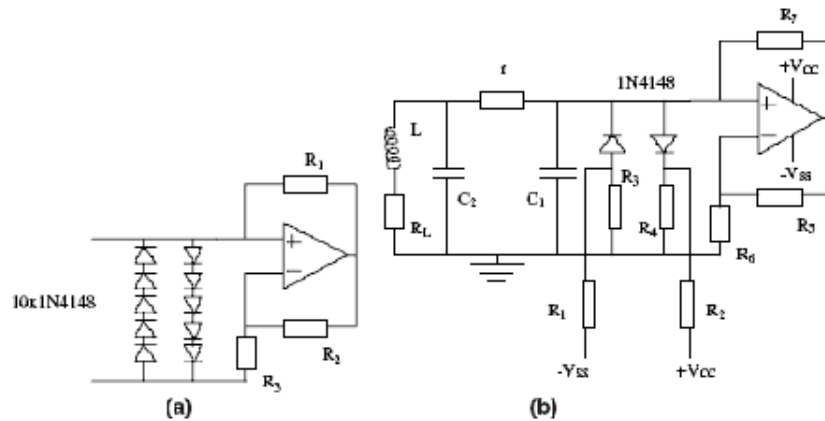 R7
r
1N4148
+VCC
+
−
-VSS
L
C2
C1
R3
R4
RL
R5
R6
R1
R2
-VSS
+VCC
R1
+
−
10x1N4148
R2
R3
(a)
(b)